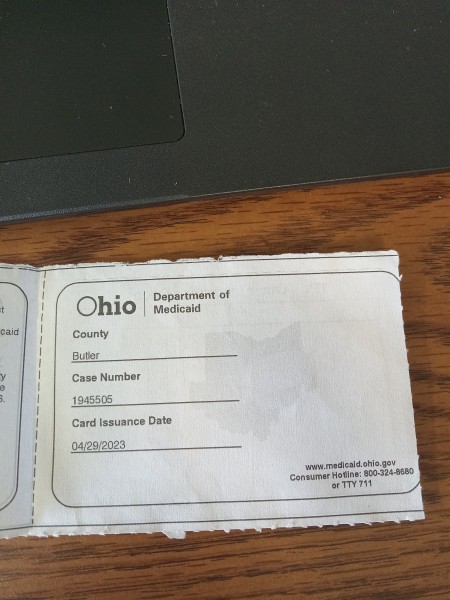 Ohio
Department of
Medicaid
County
Butler
Case Number
1945505
Card Issuance Date
04/29/2023
www.medicaid.ohio.gov
Consumer Hotline: 800-324-8680
or TTY 711
caid